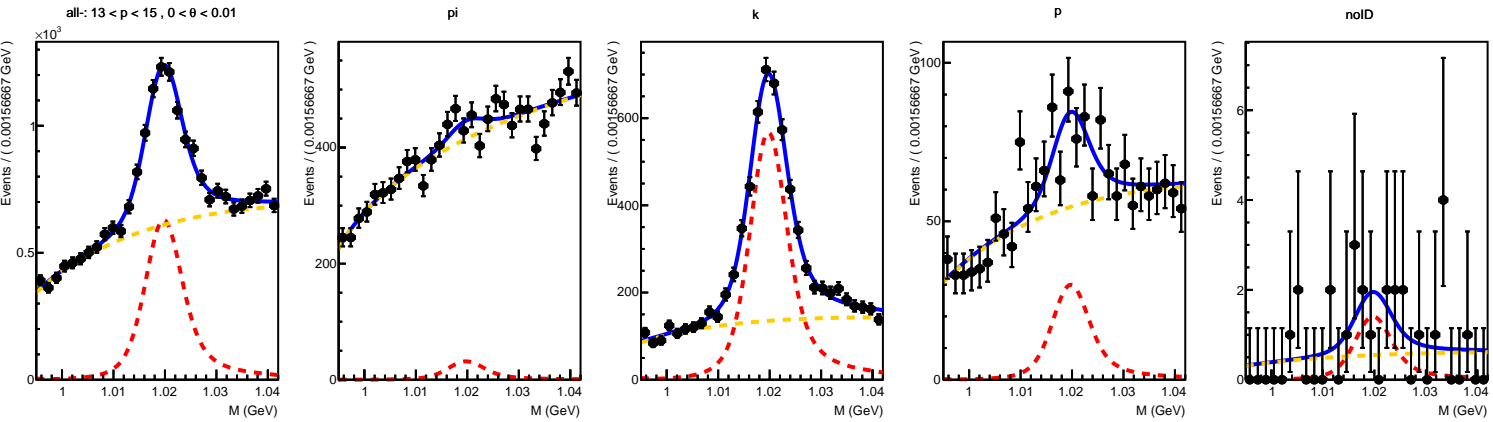 all-: 13 < p < 15 , 0 < θ < 0.01
×10³
Events / ( 0.00156667 GeV )
1
0.5
0
1 1.01 1.02 1.03 1.04
M (GeV)
pi
Events / ( 0.00156667 GeV )
400
200
0
1 1.01 1.02 1.03 1.04
M (GeV)
k
Events / ( 0.00156667 GeV )
600
400
200
0
1 1.01 1.02 1.03 1.04
M (GeV)
p
Events / ( 0.00156667 GeV )
100
50
0
1 1.01 1.02 1.03 1.04
M (GeV)
noID
Events / ( 0.00156667 GeV )
6
4
2
0
1 1.01 1.02 1.03 1.04
M (GeV)